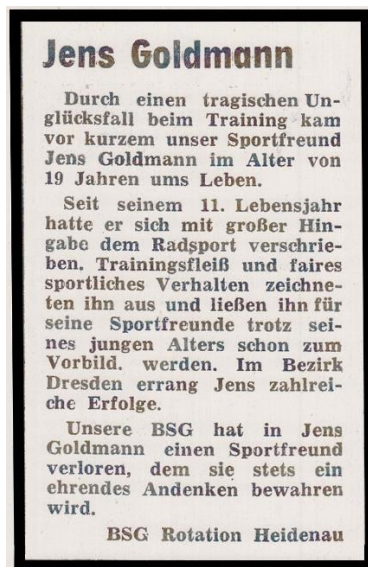 Jens Goldmann
Durch einen tragischen Un-
glücksfall beim Training kam
vor kurzem unser Sportfreund
Jens Goldmann im Alter von
19 Jahren ums Leben.
Seit seinem 11. Lebensjahr
hatte er sich mit großer Hin-
gabe dem Radsport verschrie-
ben. Trainingsfleiß und faires
sportliches Verhalten zeichne-
ten ihn aus und ließen ihn für
seine Sportfreunde trotz sei-
nes jungen Alters schon zum
Vorbild. werden. Im Bezirk
Dresden errang Jens zahlrei-
che Erfolge.
Unsere BSG hat in Jens
Goldmann einen Sportfreund
verloren, dem sie stets ein
ehrendes Andenken bewahren
wird.
BSG Rotation Heidenau